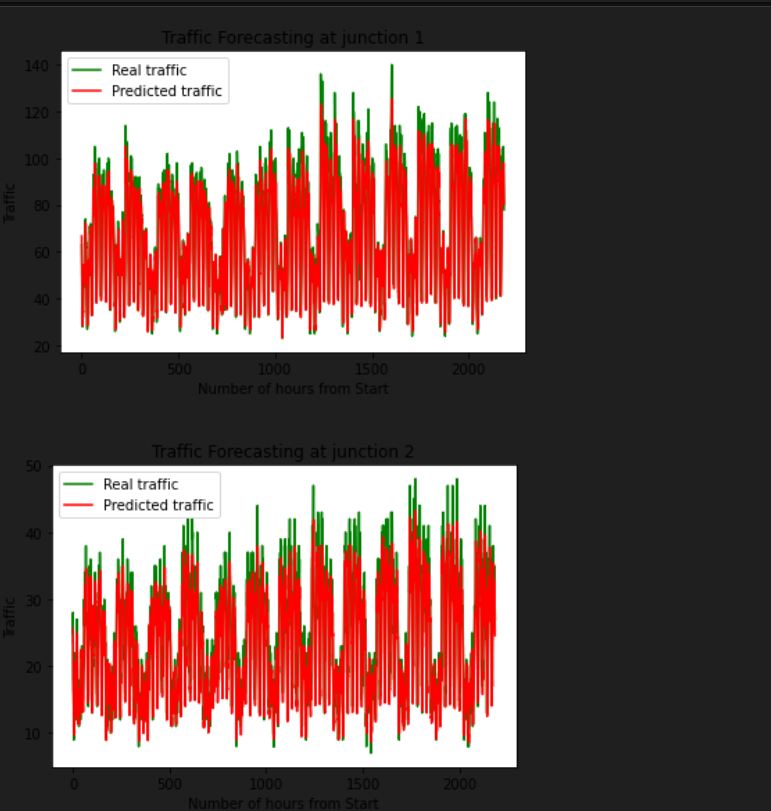 Traffic Forecasting at junction 1
Real traffic
Predicted traffic
140
120
100
80
60
40
20
Traffic
0 500 1000 1500 2000
Number of hours from Start
Traffic Forecasting at junction 2
Real traffic
Predicted traffic
50
40
30
20
10
Traffic
0 500 1000 1500 2000
Number of hours from Start